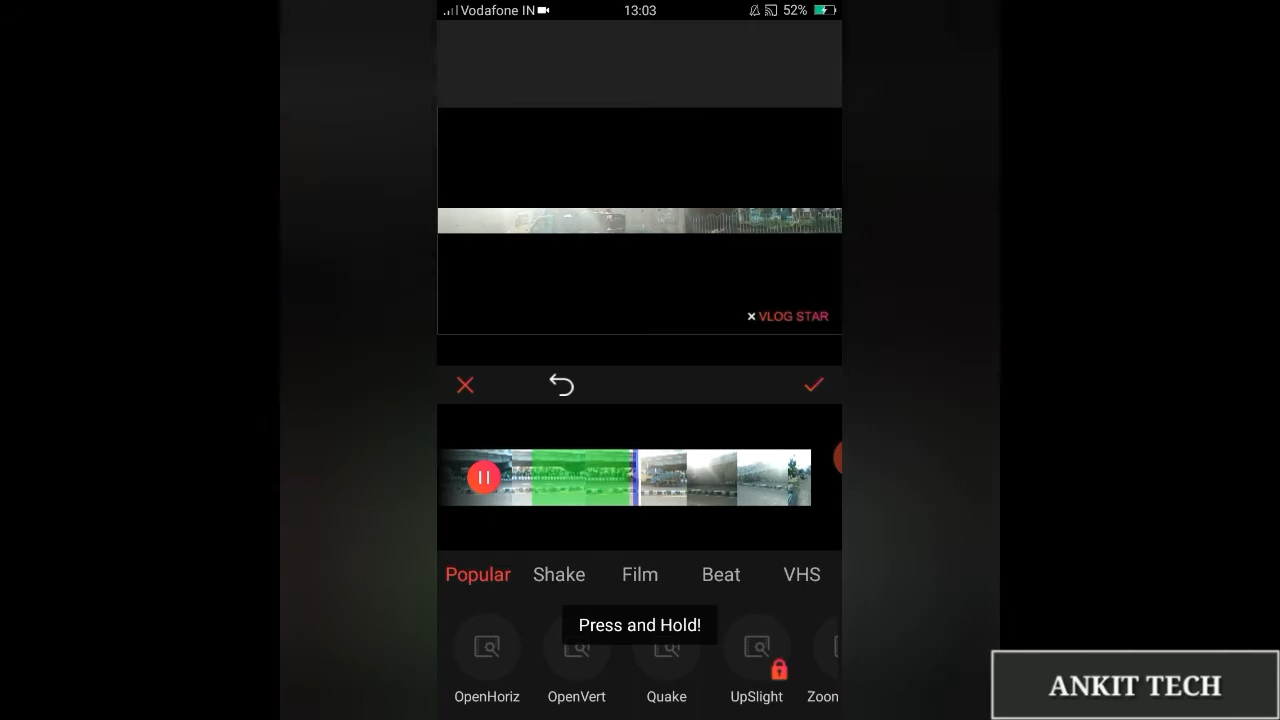 Vodafone IN
13:03
52%
× VLOG STAR
Popular
Shake
Film
Beat
VHS
Press and Hold!
OpenHoriz
OpenVert
Quake
UpSlight
Zoon
ANKIT TECH